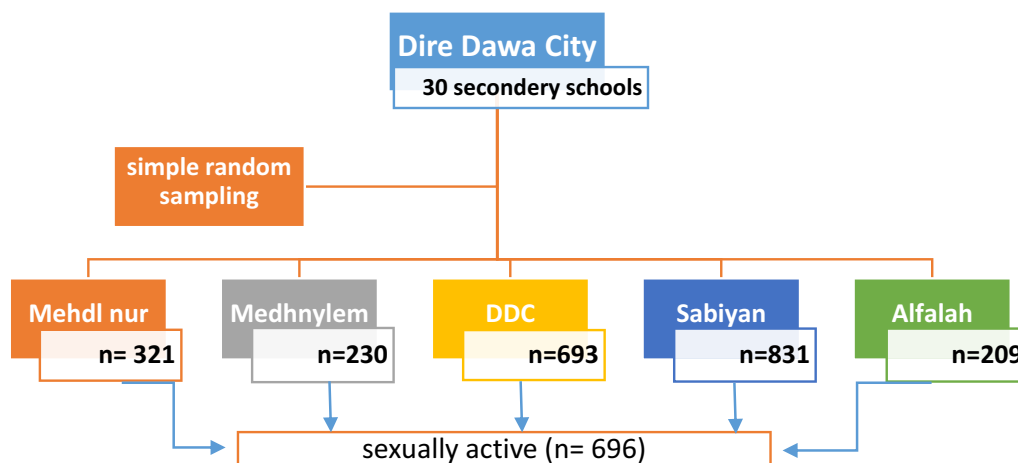 Dire Dawa City
30 secondery schools
simple random
sampling
Mehdl nur
n= 321
Medhnylem
n=230
DDC
n=693
Sabiyan
n=831
Alfalah
n=209
sexually active (n= 696)